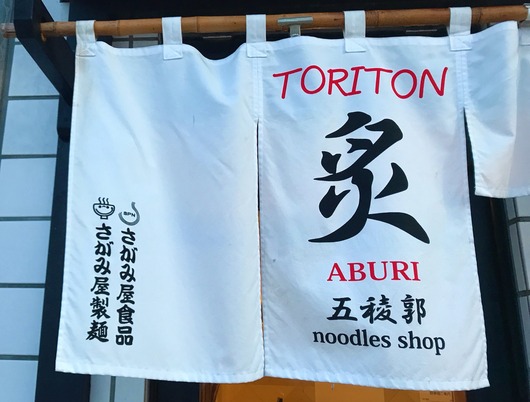 TORITON
炙
ABURI
五稜郭
noodles shop
BPN
さがみ屋食品
さがみ屋製麺